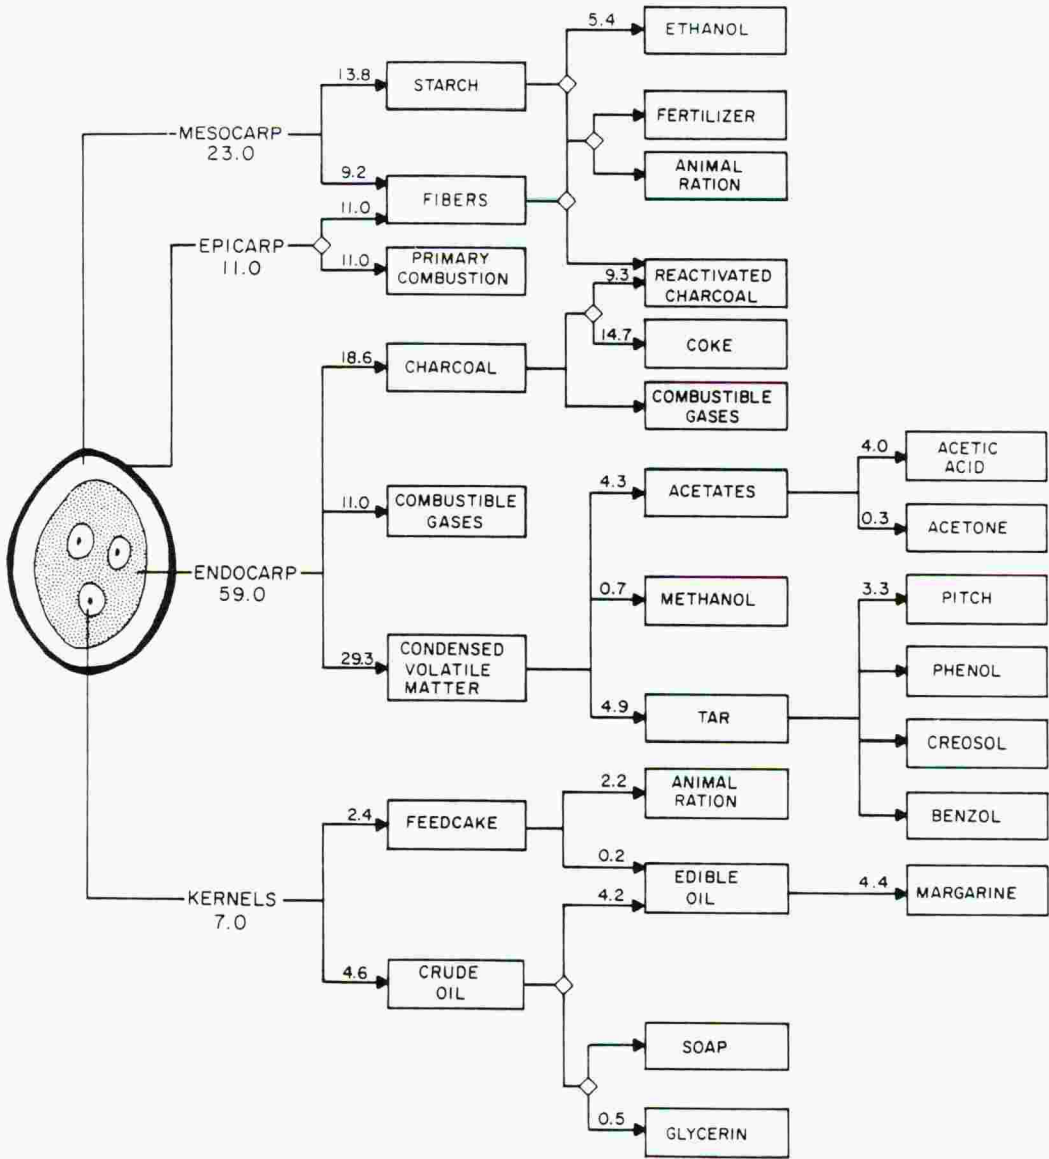 5.4
ETHANOL
13.8
STARCH
FERTILIZER
MESOCARP
23.0
ANIMAL
RATION
9.2
FIBERS
11.0
EPICARP
11.0
11.0
PRIMARY
COMBUSTION
9.3
REACTIVATED
CHARCOAL
14.7
COKE
18.6
CHARCOAL
COMBUSTIBLE
GASES
4.0
ACETIC
ACID
4.3
ACETATES
11.0
COMBUSTIBLE
GASES
0.3
ACETONE
ENDOCARP
59.0
0.7
METHANOL
3.3
PITCH
29.3
CONDENSED
VOLATILE
MATTER
PHENOL
4.9
TAR
CREOSOL
2.2
ANIMAL
RATION
2.4
FEEDCAKE
BENZOL
0.2
EDIBLE
OIL
4.2
4.4
MARGARINE
KERNELS
7.0
4.6
CRUDE
OIL
SOAP
0.5
GLYCERIN